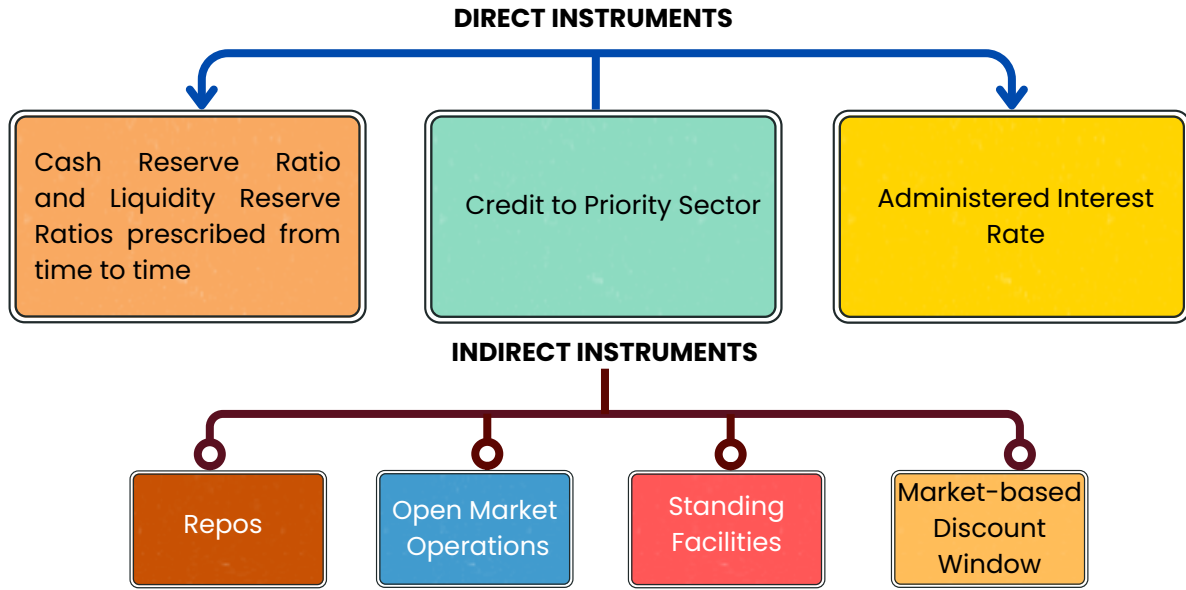 DIRECT INSTRUMENTS
Cash Reserve Ratio
and Liquidity Reserve
Ratios prescribed from
time to time
Credit to Priority Sector
Administered Interest
Rate
INDIRECT INSTRUMENTS
Repos
Open Market
Operations
Standing
Facilities
Market-based
Discount
Window